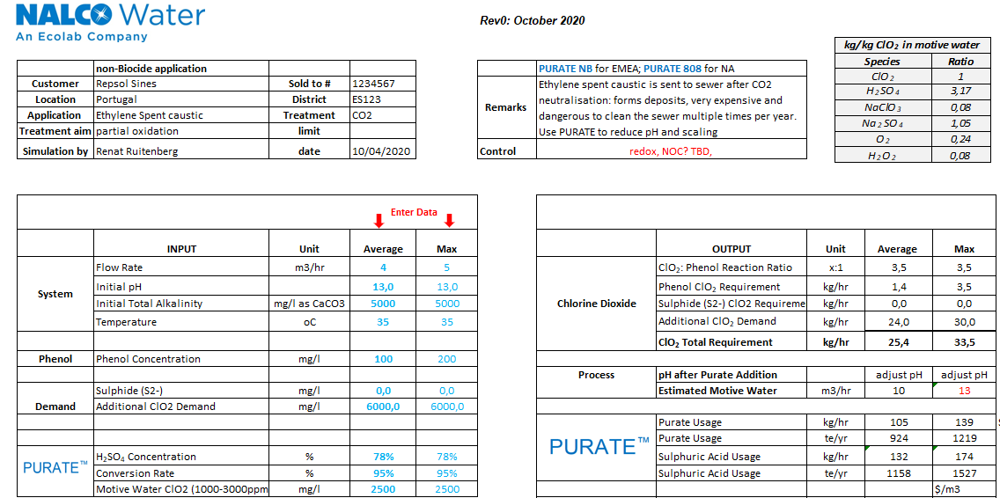 NALCO Water
An Ecolab Company
Rev0: October 2020
kg/kg ClO2 in motive water
Species Ratio
ClO2 1
H2SO4 3,17
NaClO3 0,08
Na2SO4 1,05
O2 0,24
H2O2 0,08
non-Biocide application
Customer Repsol Sines Sold to # 1234567
Location Portugal District ES123
Application Ethylene Spent caustic Treatment CO2
Treatment aim partial oxidation limit
Simulation by Renat Ruitenberg date 10/04/2020
PURATE NB for EMEA; PURATE 808 for NA
Remarks
Ethylene spent caustic is sent to sewer after CO2
neutralisation: forms deposits, very expensive and
dangerous to clean the sewer multiple times per year.
Use PURATE to reduce pH and scaling
Control redox, NOC? TBD,
Enter Data
INPUT Unit Average Max
System
Flow Rate m3/hr 4 5
Initial pH 13,0 13,0
Initial Total Alkalinity mg/l as CaCO3 5000 5000
Temperature oC 35 35
Phenol Phenol Concentration mg/l 100 200
Demand
Sulphide (S2-) mg/l 0,0 0,0
Additional ClO2 Demand mg/l 6000,0 6000,0
PURATE™
H2SO4 Concentration % 78% 78%
Conversion Rate % 95% 95%
Motive Water ClO2 (1000-3000ppm mg/l 2500 2500
OUTPUT Unit Average Max
Chlorine Dioxide
ClO2: Phenol Reaction Ratio x:1 3,5 3,5
Phenol ClO2 Requirement kg/hr 1,4 3,5
Sulphide (S2-) ClO2 Requireme kg/hr 0,0 0,0
Additional ClO2 Demand kg/hr 24,0 30,0
ClO2 Total Requirement kg/hr 25,4 33,5
Process pH after Purate Addition adjust pH adjust pH
Estimated Motive Water m3/hr 10 13
PURATE™
Purate Usage kg/hr 105 139
Purate Usage te/yr 924 1219
Sulphuric Acid Usage kg/hr 132 174
Sulphuric Acid Usage te/yr 1158 1527
$/m3